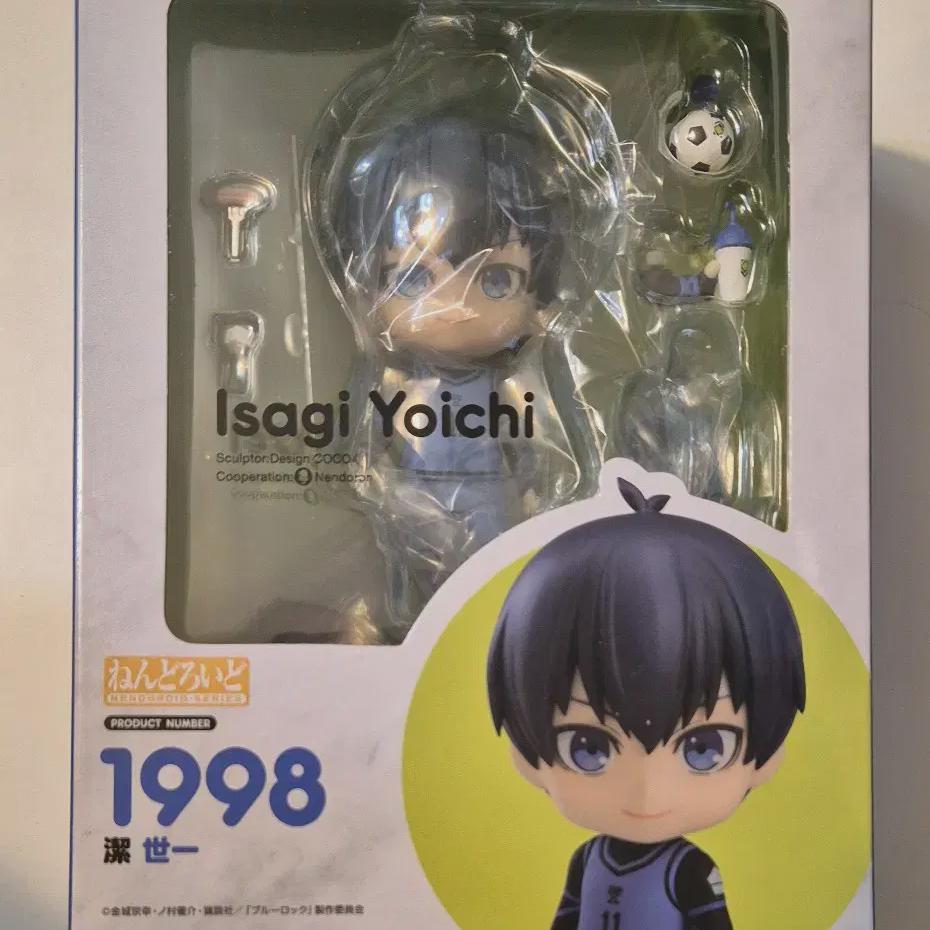 Isagi Yoichi
Sculptor:Design COCO
Cooperation: Nendoron
ねんどろいど
NENDOROID-SERIES
PRODUCT NUMBER
1998
潔 世一
©金城宗幸・ノ村優介・講談社／「ブルーロック」製作委員会
11